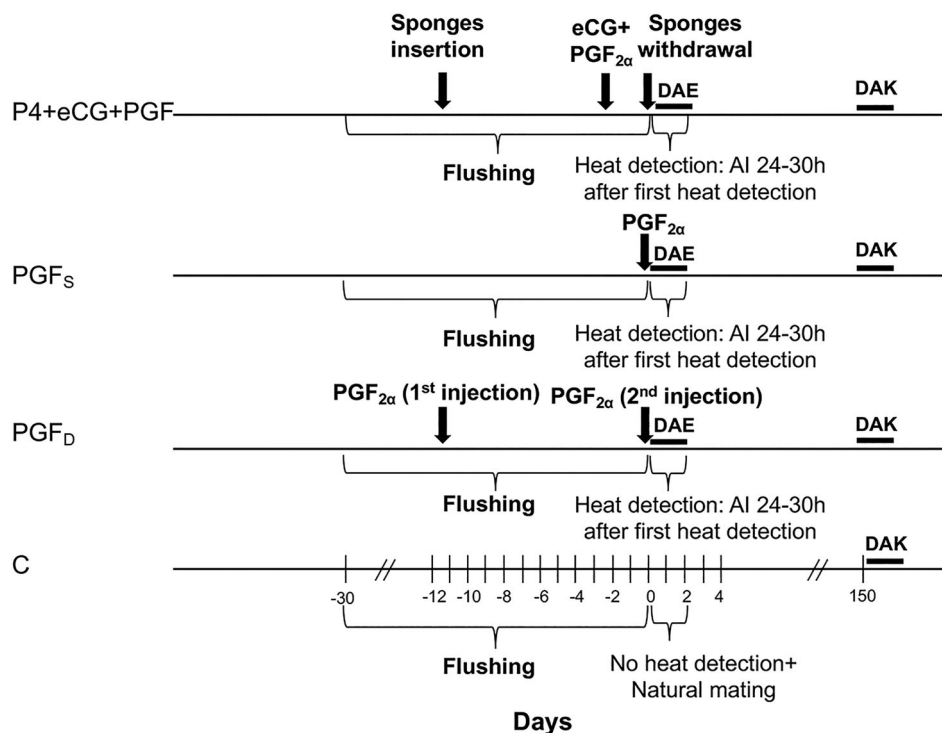 Sponges insertion
eCG+ PGF2α
Sponges withdrawal
P4+eCG+PGF
DAE
DAK
Flushing
Heat detection: AI 24-30h
after first heat detection
PGF2α
PGFS
DAE
DAK
Flushing
Heat detection: AI 24-30h
after first heat detection
PGF2α (1st injection)
PGF2α (2nd injection)
PGFD
DAE
DAK
Flushing
Heat detection: AI 24-30h
after first heat detection
C
DAK
-30 -12 -10 -8 -6 -4 -2 0 2 4 150
Flushing
No heat detection+
Natural mating
Days